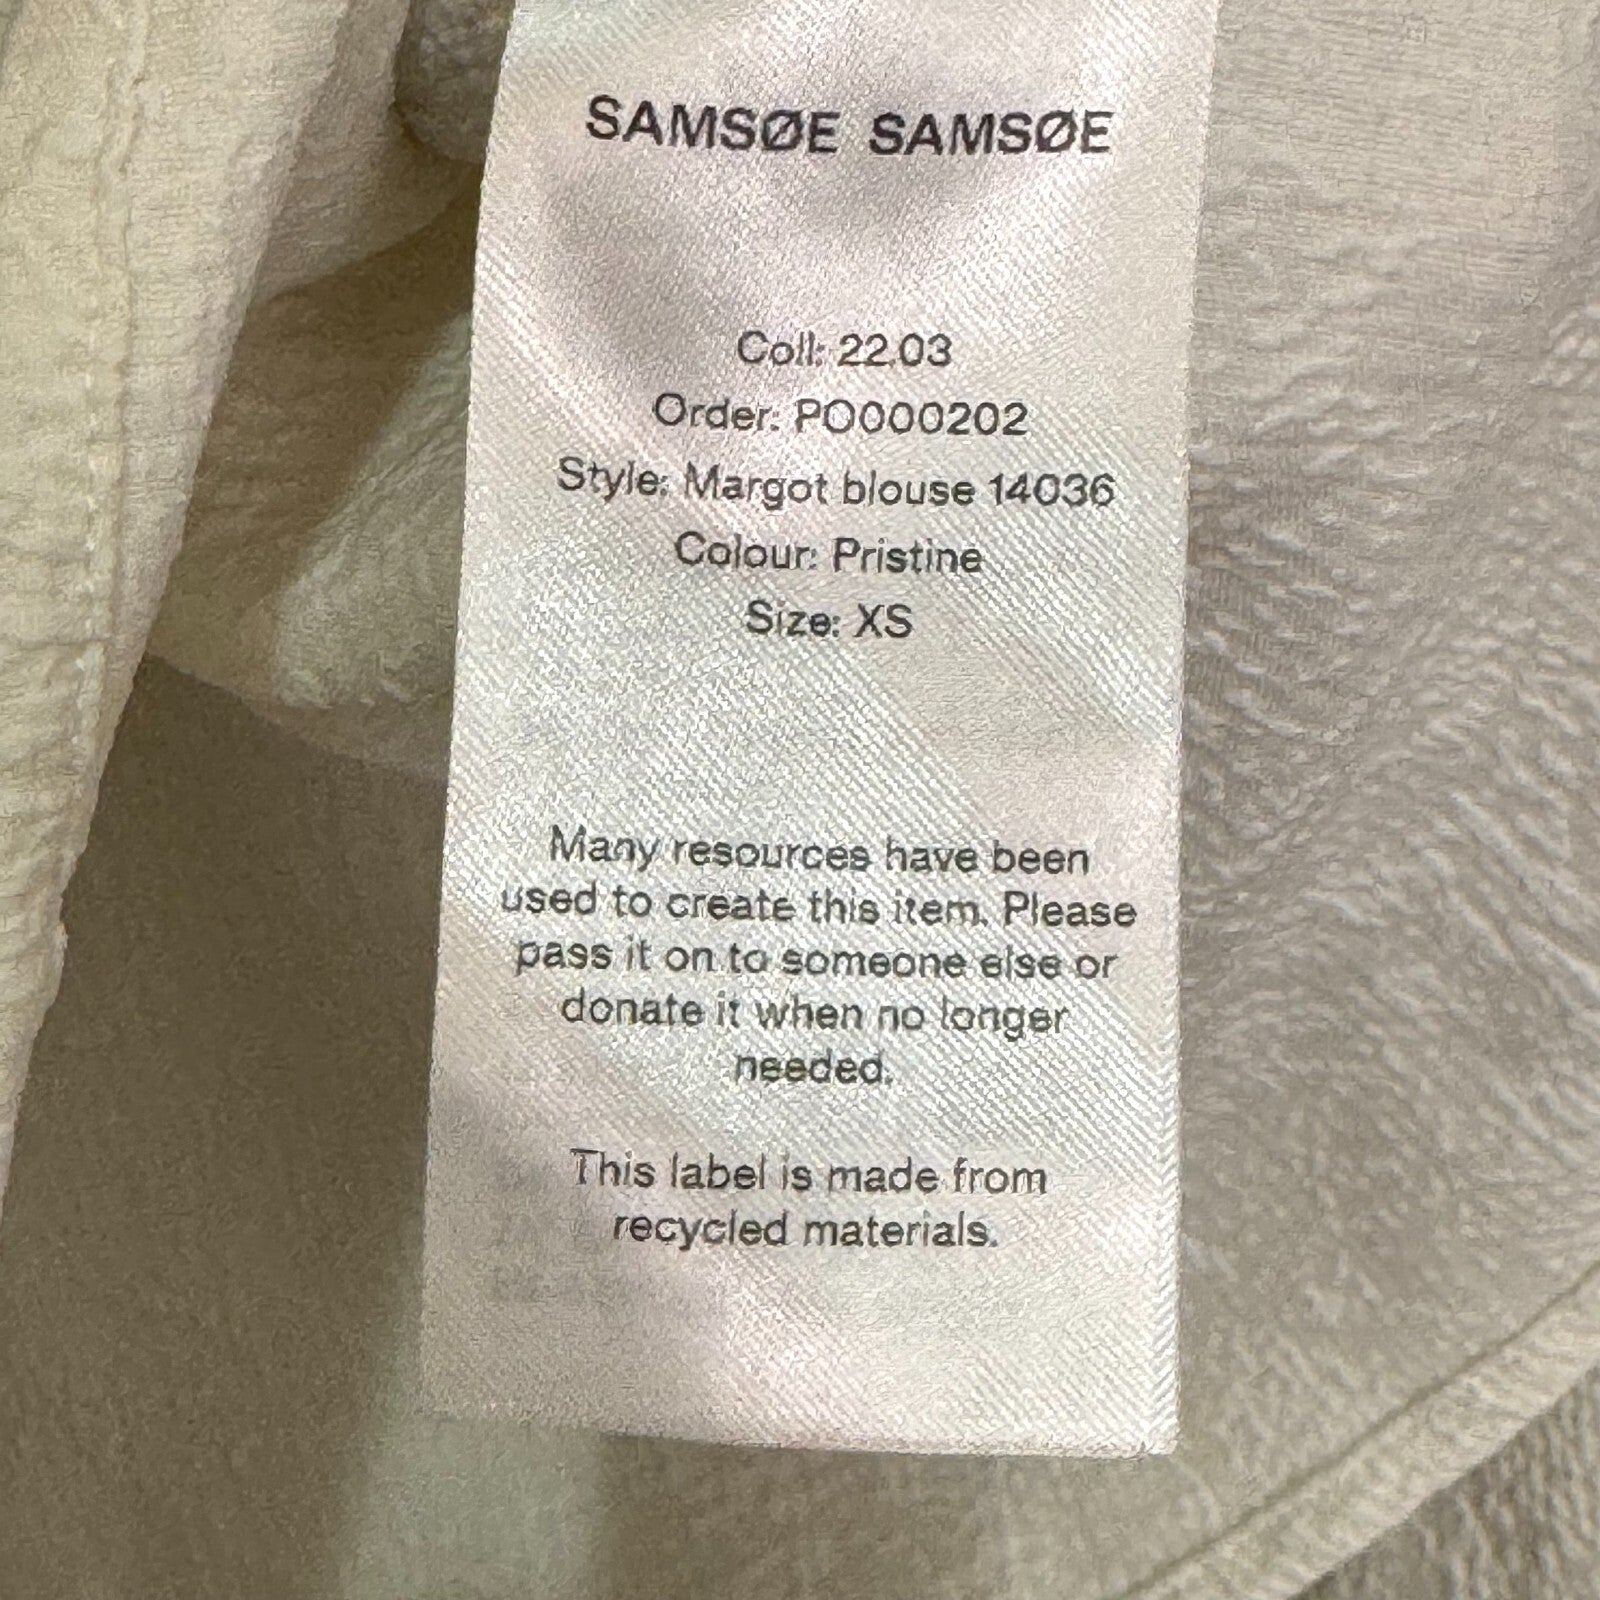 SAMSØE SAMSØE
Coll: 22.03
Order: PO000202
Style: Margot blouse 14036
Colour: Pristine
Size: XS
Many resources have been
used to create this item. Please
pass it on to someone else or
donate it when no longer
needed.
This label is made from
recycled materials.